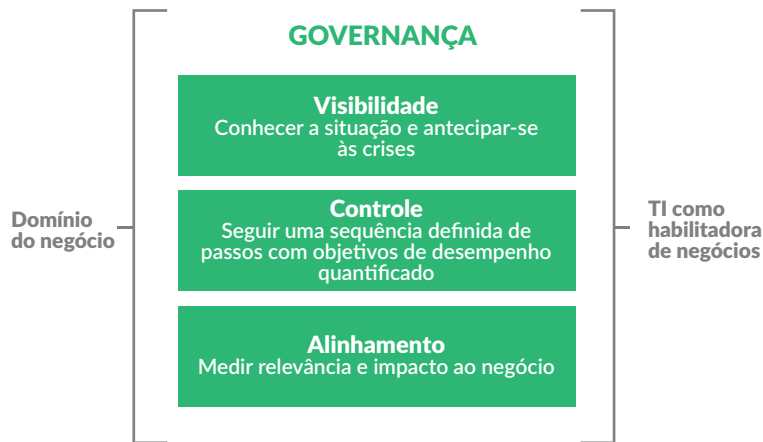 GOVERNANÇA
Visibilidade
Conhecer a situação e antecipar-se
às crises
Domínio
do negócio
Controle
Seguir uma sequência definida de
passos com objetivos de desempenho
quantificado
TI como
habilitadora
de negócios
Alinhamento
Medir relevância e impacto ao negócio